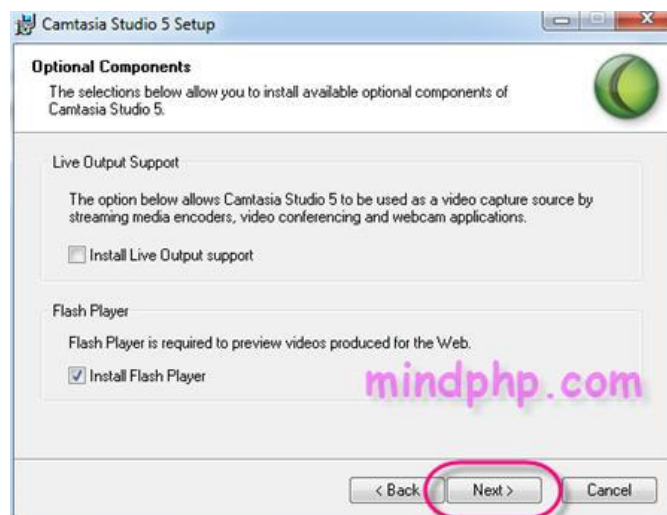 Camtasia Studio 5 Setup
Optional Components
The selections below allow you to install available optional components of
Camtasia Studio 5.
Live Output Support
The option below allows Camtasia Studio 5 to be used as a video capture source by
streaming media encoders, video conferencing and webcam applications.
Install Live Output support
Flash Player
Flash Player is required to preview videos produced for the Web.
Install Flash Player
mindphp.com
< Back Next > Cancel